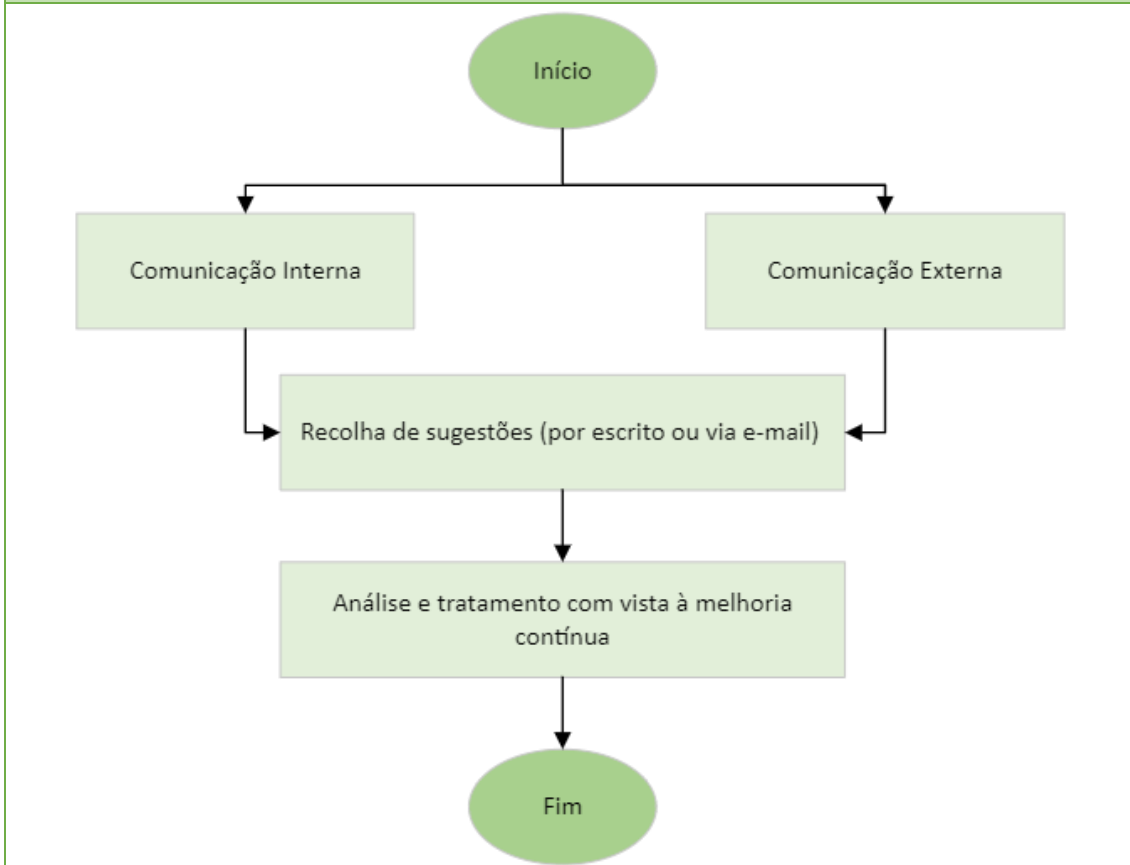 Início
Comunicação Interna
Comunicação Externa
Recolha de sugestões (por escrito ou via e-mail)
Análise e tratamento com vista à melhoria
contínua
Fim